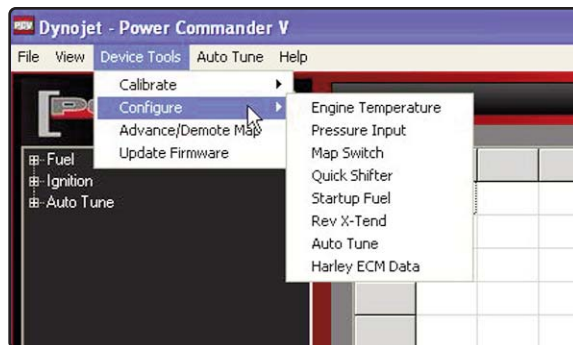 Dynojet - Power Commander V
File View Device Tools Auto Tune Help
Calibrate
Configure
Advance/Demote Map
Update Firmware
Engine Temperature
Pressure Input
Map Switch
Quick Shifter
Startup Fuel
Rev X-Tend
Auto Tune
Harley ECM Data
Fuel
Ignition
Auto Tune